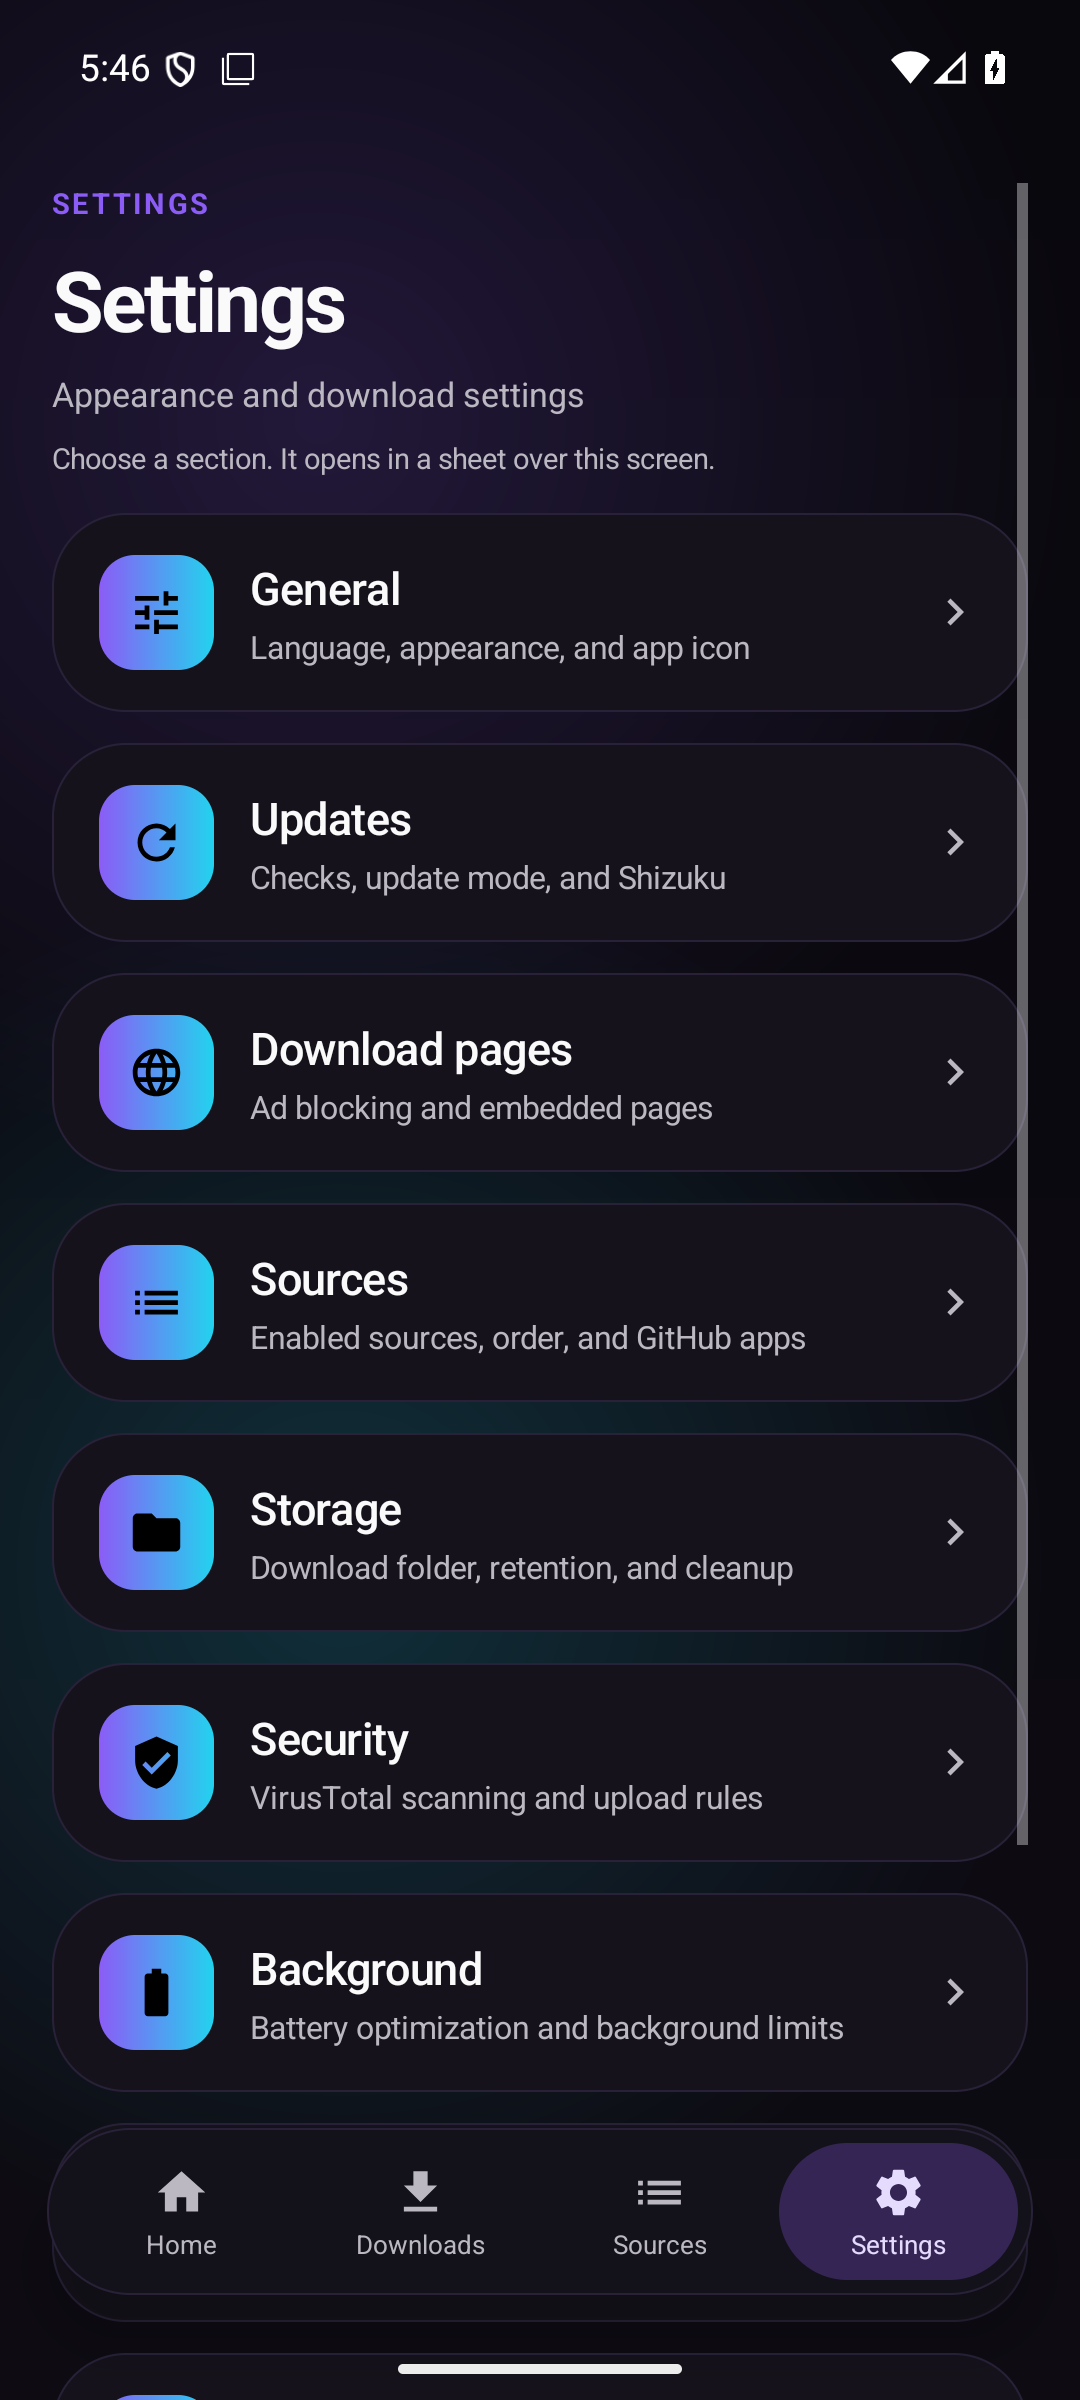 5:46
SETTINGS
Settings
Appearance and download settings
Choose a section. It opens in a sheet over this screen.
General
Language, appearance, and app icon
Updates
Checks, update mode, and Shizuku
Download pages
Ad blocking and embedded pages
Sources
Enabled sources, order, and GitHub apps
Storage
Download folder, retention, and cleanup
Security
VirusTotal scanning and upload rules
Background
Battery optimization and background limits
Home
Downloads
Sources
Settings